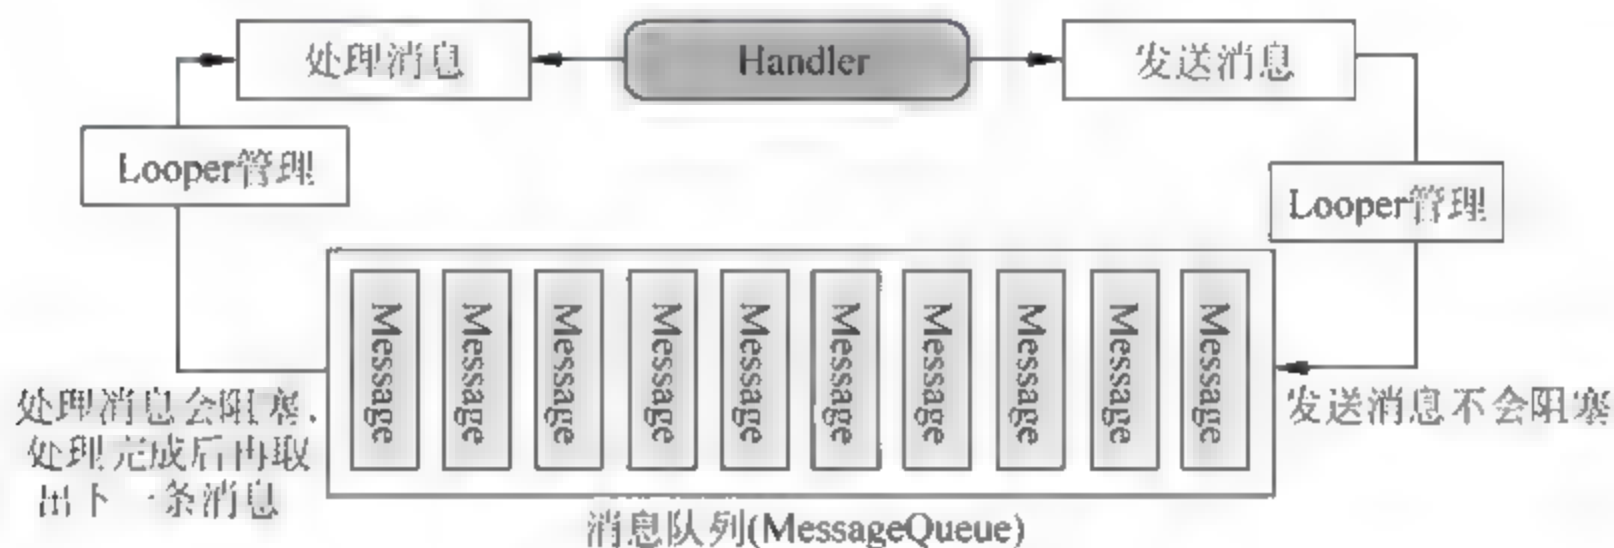 处理消息
Handler
发送消息
Looper管理
Looper管理
Message
Message
Message
Message
Message
Message
Message
Message
Message
Message
处理消息会阻塞,
处理完成后再取
出下一条消息
发送消息不会阻塞
消息队列(MessageQueue)